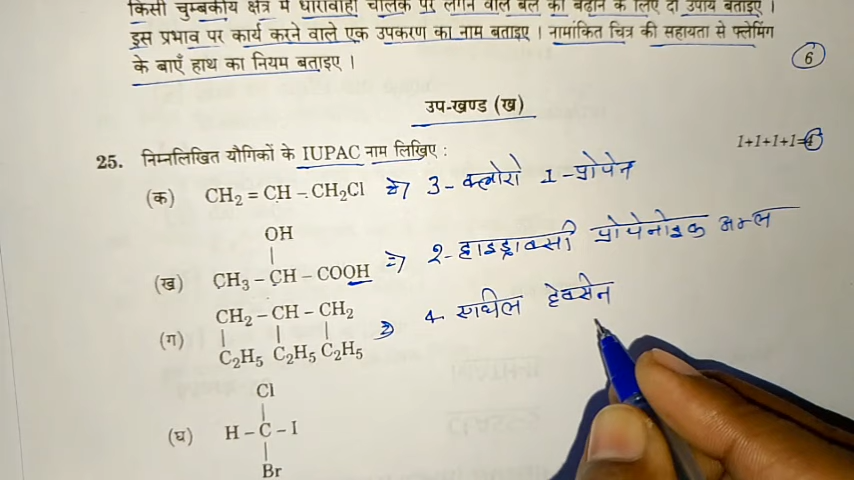 किसी चुम्बकीय क्षेत्र में धारावाही चालक पर लगने वाले बल को बढ़ाने के लिए दो उपाय बताइए ।
इस प्रभाव पर कार्य करने वाले एक उपकरण का नाम बताइए । नामांकित चित्र की सहायता से फ्लेमिंग
के बाएँ हाथ का नियम बताइए ।
6
उप-खण्ड (ख)
25. निम्नलिखित यौगिकों के IUPAC नाम लिखिए :
1+1+1+1=4
(क) CH₂ = CH – CH₂Cl ⇒ 3- क्लोरो 1-प्रोपेन
OH
|
(ख) CH₃ – CH – COOH ⇒ 2-हाइड्राक्सी प्रोपेनोइक अम्ल
CH₂ – CH – CH₂
(ग) | | | ⇒ 4- एथिल हेक्सेन
C₂H₅ C₂H₅ C₂H₅
Cl
|
(घ) H – C – I
|
Br